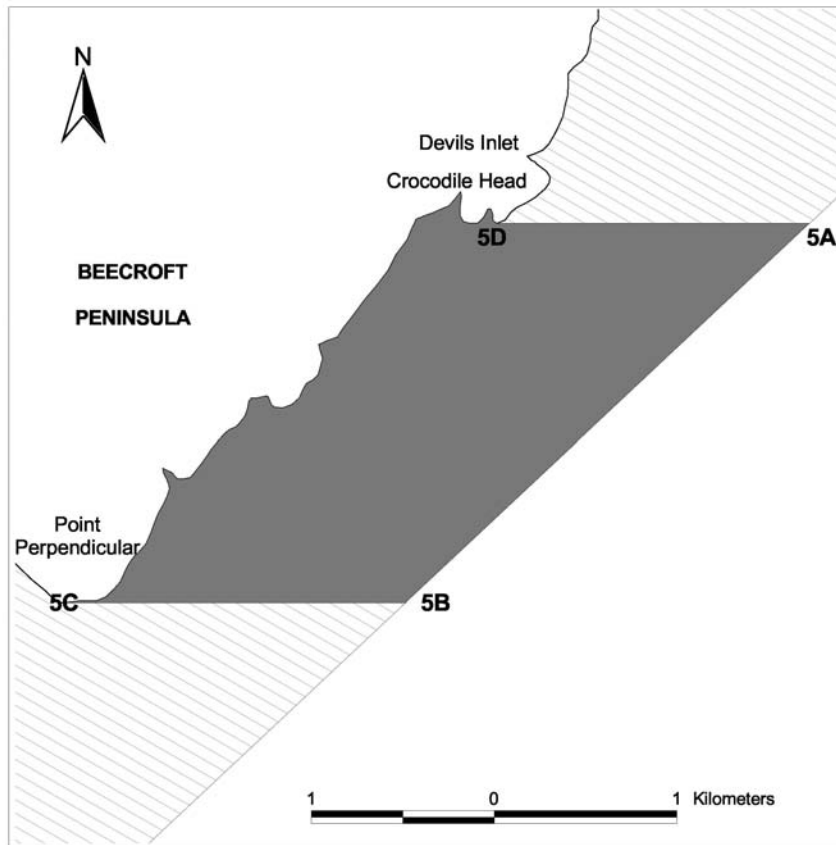 N
Devils Inlet
Crocodile Head
5D
5A
BEECROFT
PENINSULA
Point
Perpendicular
5C
5B
1 0 1 Kilometers